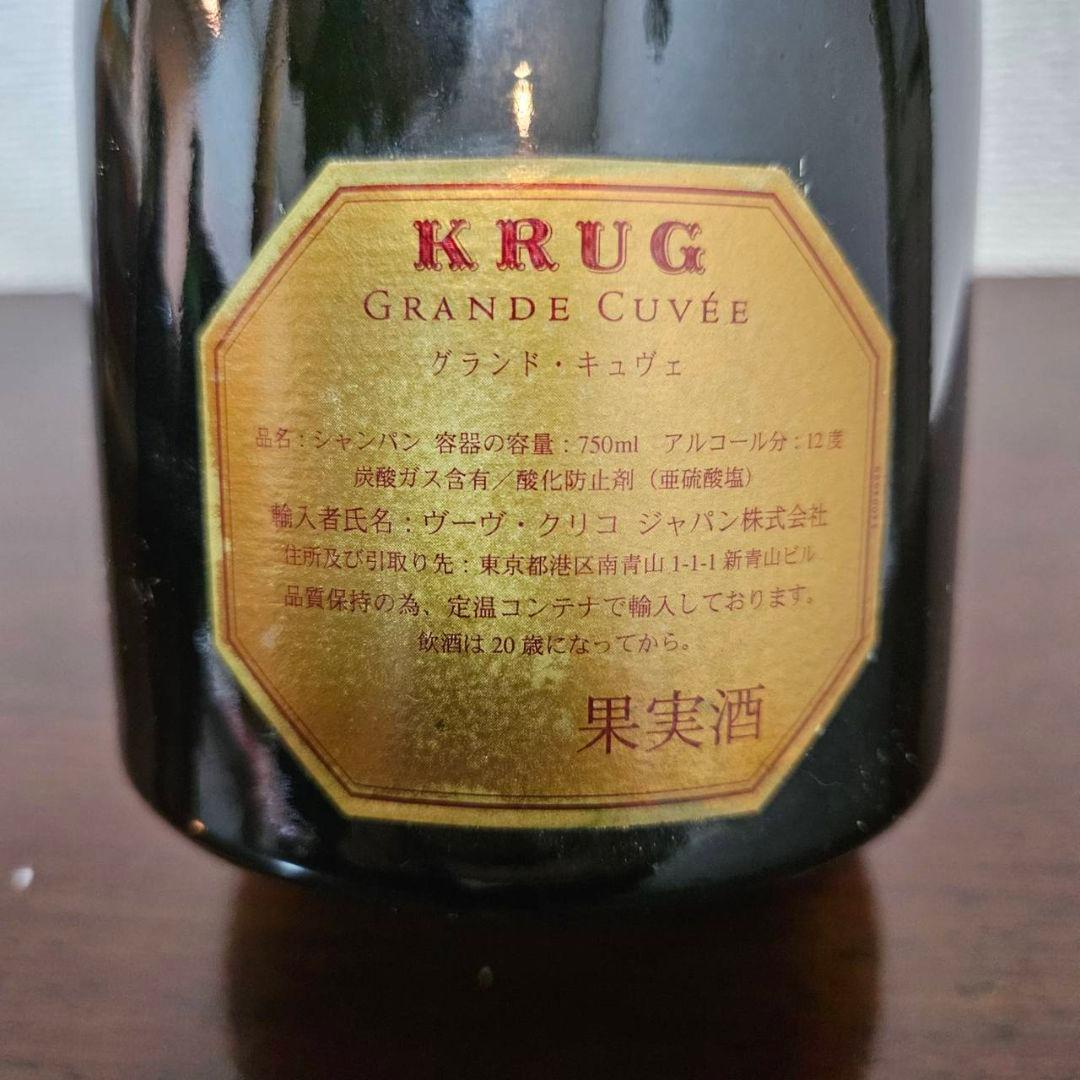 KRUG
GRANDE CUVÉE
グランド・キュヴェ
品名：シャンパン 容器の容量：750ml アルコール分：12度
炭酸ガス含有／酸化防止剤（亜硫酸塩）
輸入者氏名：ヴーヴ・クリコ ジャパン株式会社
住所及び引取り先：東京都港区南青山1-1-1新青山ビル
品質保持の為、定温コンテナで輸入しております。
飲酒は20歳になってから。
果実酒